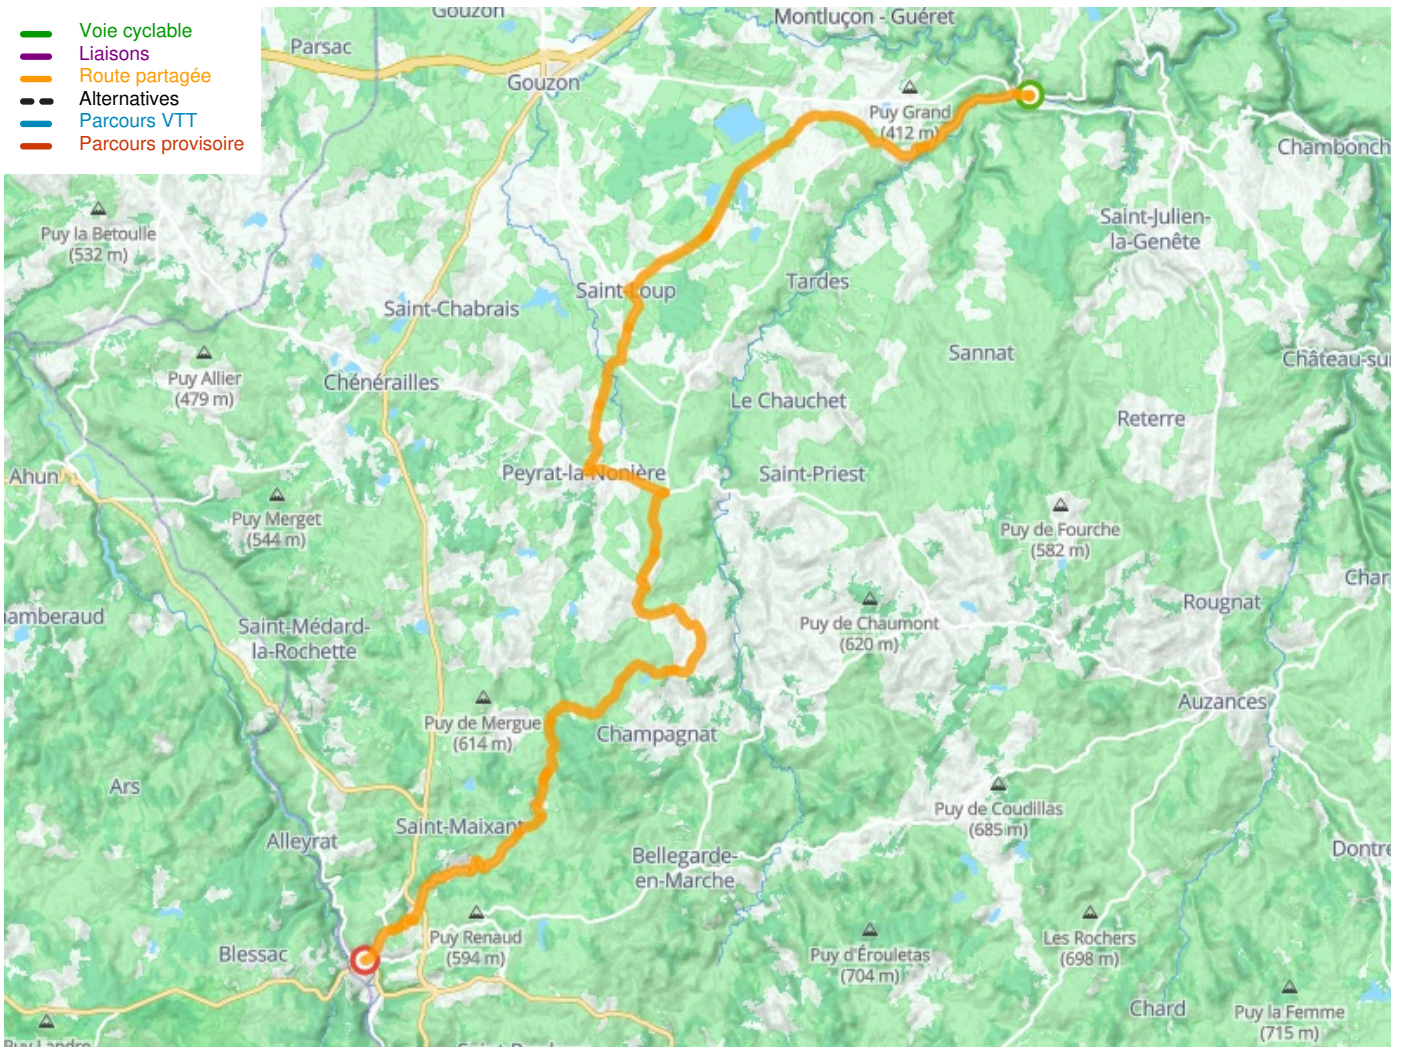 Voie cyclable
Liaisons
Route partagée
Alternatives
Parcours VTT
Parcours provisoire
Gouzon
Montluçon - Guéret
Parsac
Gouzon
Puy Grand
(412 m)
Chambonch
Puy la Betoulle
(532 m)
Saint-Julien-
la-Genête
Saint-Loup
Tardes
Saint-Chabrais
Sannat
Château-sur
Puy Allier
(479 m)
Chénérailles
Le Chauchet
Reterre
Ahun
Peyrat-la-Nonière
Saint-Priest
Puy Merget
(544 m)
Puy de Fourche
(582 m)
Char
amberaud
Saint-Médard-
la-Rochette
Puy de Chaumont
(620 m)
Rougnat
Puy de Mergue
(614 m)
Champagnat
Auzances
Ars
Puy de Coudillas
(685 m)
Saint-Maixant
Alleyrat
Bellegarde-
en-Marche
Dontre
Blessac
Puy Renaud
(594 m)
Puy d'Érouletas
(704 m)
Les Rochers
(698 m)
Chard
Puy la Femme
(715 m)